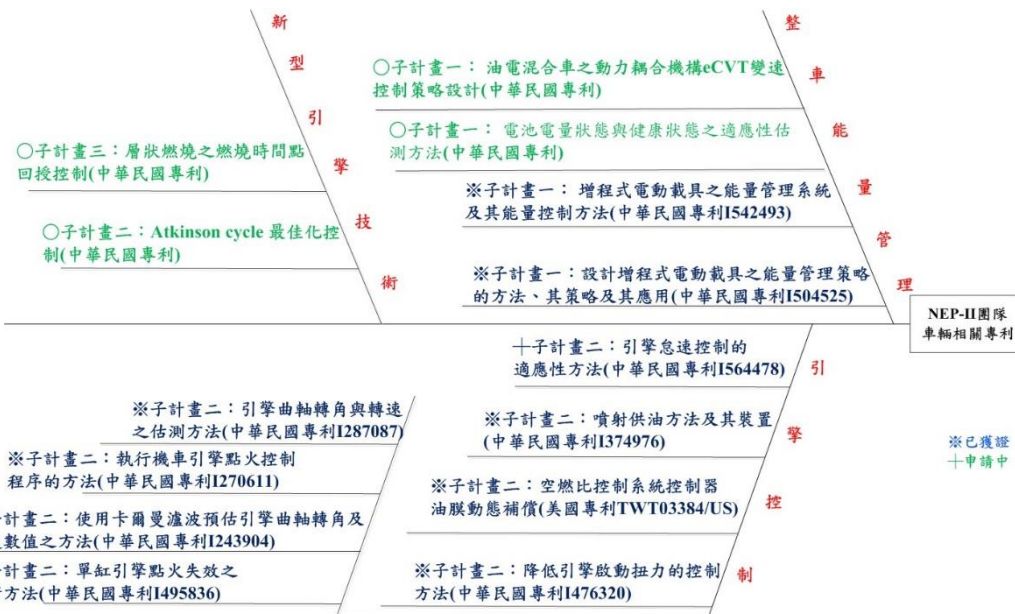 新型引擎技術
○子計畫三：層狀燃燒之燃燒時間點
回授控制(中華民國專利)
○子計畫二：Atkinson cycle 最佳化控
制(中華民國專利)
整車能量管理
○子計畫一： 油電混合車之動力耦合機構eCVT變速
控制策略設計(中華民國專利)
○子計畫一： 電池電量狀態與健康狀態之適應性估
測方法(中華民國專利)
※子計畫一： 增程式電動載具之能量管理系統
及其能量控制方法(中華民國專利I542493)
※子計畫一：設計增程式電動載具之能量管理策略
的方法、其策略及其應用(中華民國專利I504525)
NEP-II團隊
車輛相關專利
引擎控制
┼子計畫二：引擎怠速控制的
適應性方法(中華民國專利I564478)
※子計畫二：噴射供油方法及其裝置
(中華民國專利I374976)
※子計畫二：空燃比控制系統控制器
油膜動態補償(美國專利TWT03384/US)
※子計畫二：降低引擎啟動扭力的控制
方法(中華民國專利I476320)
※子計畫二：引擎曲軸轉角與轉速
之估測方法(中華民國專利I287087)
※子計畫二：執行機車引擎點火控制
程序的方法(中華民國專利I270611)
計畫二：使用卡爾曼濾波預估引擎曲軸轉角及
數值之方法(中華民國專利I243904)
計畫二：單缸引擎點火失效之
方法(中華民國專利I495836)
※已獲證
┼申請中